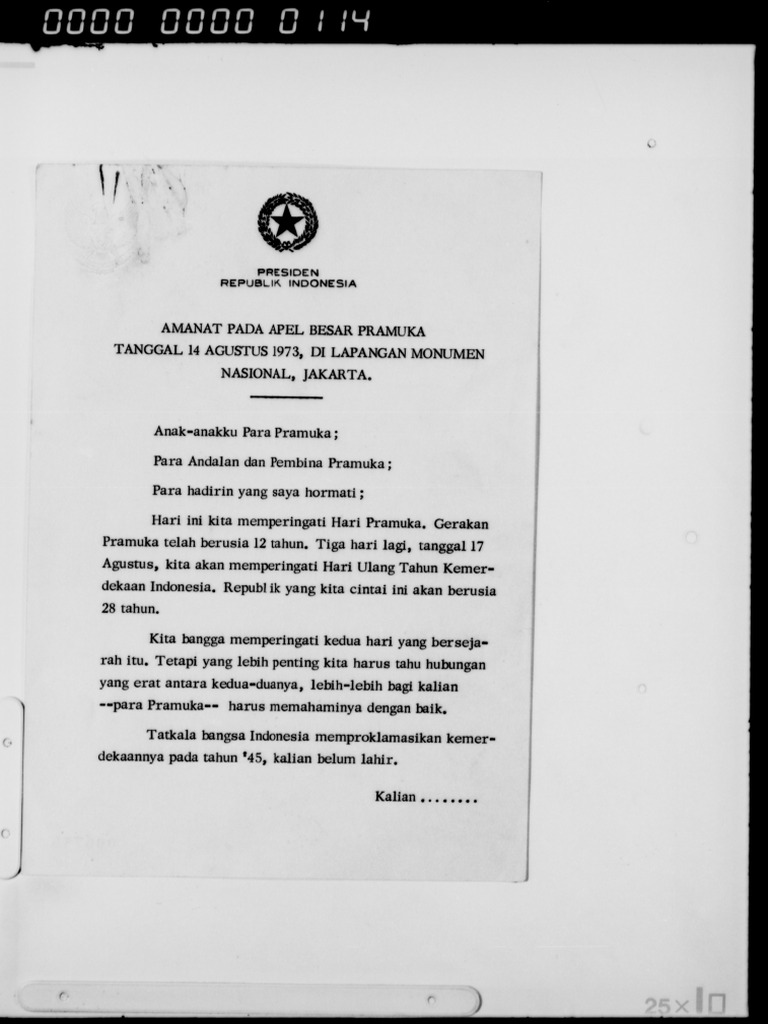 0000 0000 0114
PRESIDEN
REPUBLIK INDONESIA
AMANAT PADA APEL BESAR PRAMUKA
TANGGAL 14 AGUSTUS 1973, DI LAPANGAN MONUMEN
NASIONAL, JAKARTA.
Anak-anakku Para Pramuka;
Para Andalan dan Pembina Pramuka;
Para hadirin yang saya hormati;
Hari ini kita memperingati Hari Pramuka. Gerakan
Pramuka telah berusia 12 tahun. Tiga hari lagi, tanggal 17
Agustus, kita akan memperingati Hari Ulang Tahun Kemer-
dekaan Indonesia. Republik yang kita cintai ini akan berusia
28 tahun.
Kita bangga memperingati kedua hari yang berseja-
rah itu. Tetapi yang lebih penting kita harus tahu hubungan
yang erat antara kedua-duanya, lebih-lebih bagi kalian
--para Pramuka-- harus memahaminya dengan baik.
Tatkala bangsa Indonesia memproklamasikan kemer-
dekaannya pada tahun '45, kalian belum lahir.
Kalian ........
25×